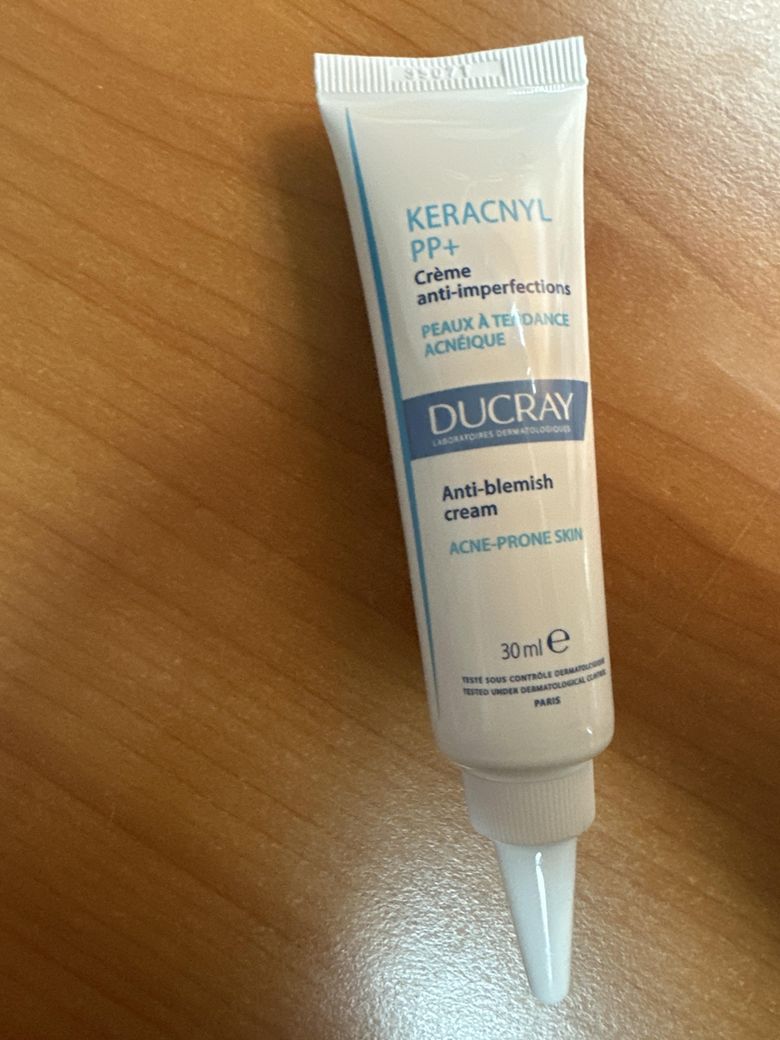 KERACNYL
PP+
Crème
anti-imperfections
PEAUX À TENDANCE
ACNÉIQUE
DUCRAY
LABORATOIRES DERMATOLOGIQUES
Anti-blemish
cream
ACNE-PRONE SKIN
30 ml e
TESTÉ SOUS CONTRÔLE DERMATOLOGIQUE
TESTED UNDER DERMATOLOGICAL CONTROL
PARIS